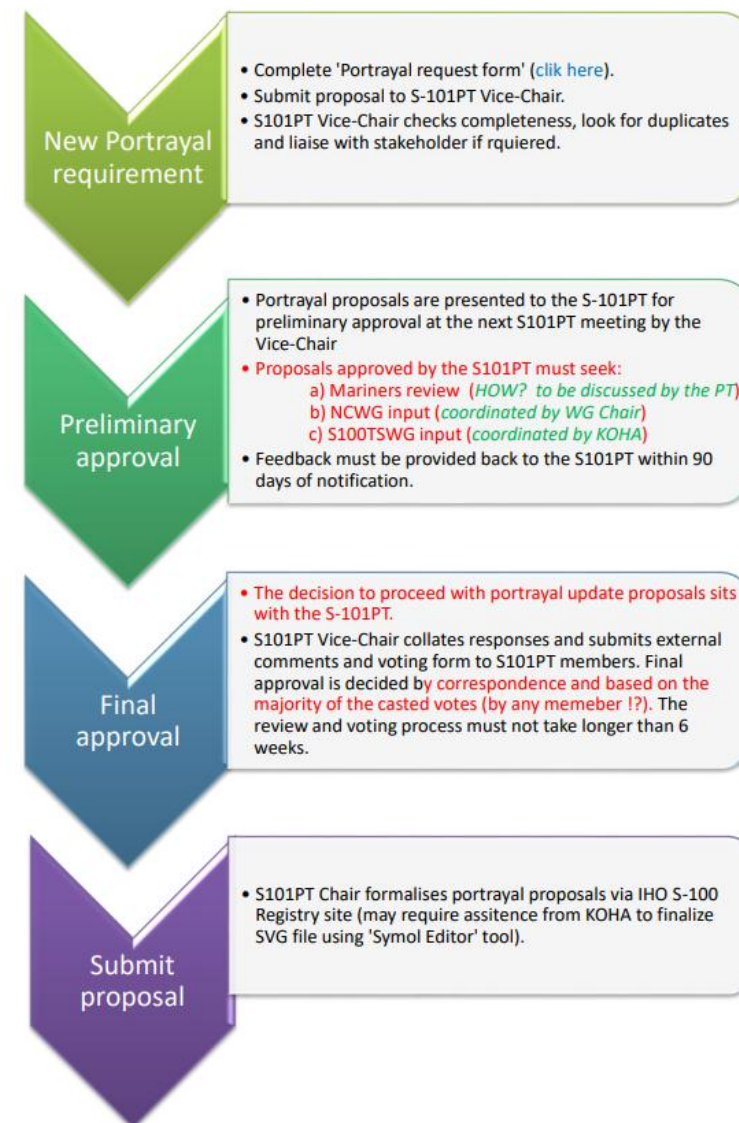 New Portrayal
requirement
• Complete 'Portrayal request form' (clik here).
• Submit proposal to S-101PT Vice-Chair.
• S101PT Vice-Chair checks completeness, look for duplicates
and liaise with stakeholder if rquiered.
Preliminary
approval
• Portrayal proposals are presented to the S-101PT for
preliminary approval at the next S101PT meeting by the
Vice-Chair
• Proposals approved by the S101PT must seek:
a) Mariners review (HOW? to be discussed by the PT)
b) NCWG input (coordinated by WG Chair)
c) S100TSWG input (coordinated by KOHA)
• Feedback must be provided back to the S101PT within 90
days of notification.
Final
approval
• The decision to proceed with portrayal update proposals sits
with the S-101PT.
• S101PT Vice-Chair collates responses and submits external
comments and voting form to S101PT members. Final
approval is decided by correspondence and based on the
majority of the casted votes (by any memeber !?). The
review and voting process must not take longer than 6
weeks.
Submit
proposal
• S101PT Chair formalises portrayal proposals via IHO S-100
Registry site (may require assitence from KOHA to finalize
SVG file using 'Symol Editor' tool).